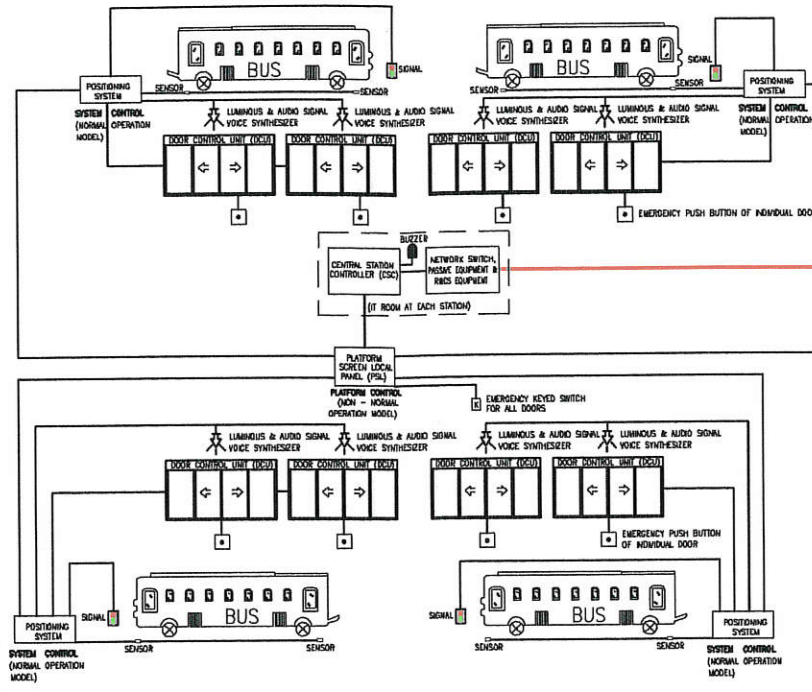 BUS
BUS
SIGNAL
SIGNAL
POSITIONING
SYSTEM
SENSOR
SENSOR
SENSOR
SENSOR
POSITIONING
SYSTEM
SYSTEM CONTROL
(NORMAL OPERATION
MODEL)
LUMINOUS & AUDIO SIGNAL
VOICE SYNTHESIZER
LUMINOUS & AUDIO SIGNAL
VOICE SYNTHESIZER
LUMINOUS & AUDIO SIGNAL
VOICE SYNTHESIZER
LUMINOUS & AUDIO SIGNAL
VOICE SYNTHESIZER
SYSTEM CONTROL
(NORMAL OPERATION
MODEL)
DOOR CONTROL UNIT (DCU)
DOOR CONTROL UNIT (DCU)
DOOR CONTROL UNIT (DCU)
DOOR CONTROL UNIT (DCU)
EMERGENCY PUSH BUTTON OF INDIVIDUAL DOOR
BUZZER
CENTRAL STATION
CONTROLLER (CSC)
NETWORK SWITCH,
PASSIVE EQUIPMENT &
RMCS EQUIPMENT
(IT ROOM AT EACH STATION)
PLATFORM
SCREEN LOCAL
PANEL (PSL)
PLATFORM CONTROL
(NON - NORMAL
OPERATION MODEL)
EMERGENCY KEYED SWITCH
FOR ALL DOORS
LUMINOUS & AUDIO SIGNAL
VOICE SYNTHESIZER
LUMINOUS & AUDIO SIGNAL
VOICE SYNTHESIZER
LUMINOUS & AUDIO SIGNAL
VOICE SYNTHESIZER
LUMINOUS & AUDIO SIGNAL
VOICE SYNTHESIZER
DOOR CONTROL UNIT (DCU)
DOOR CONTROL UNIT (DCU)
DOOR CONTROL UNIT (DCU)
DOOR CONTROL UNIT (DCU)
EMERGENCY PUSH BUTTON
OF INDIVIDUAL DOOR
SIGNAL
BUS
SIGNAL
BUS
POSITIONING
SYSTEM
POSITIONING
SYSTEM
SENSOR
SENSOR
SENSOR
SENSOR
SYSTEM CONTROL
(NORMAL OPERATION
MODEL)
SYSTEM CONTROL
(NORMAL OPERATION
MODEL)